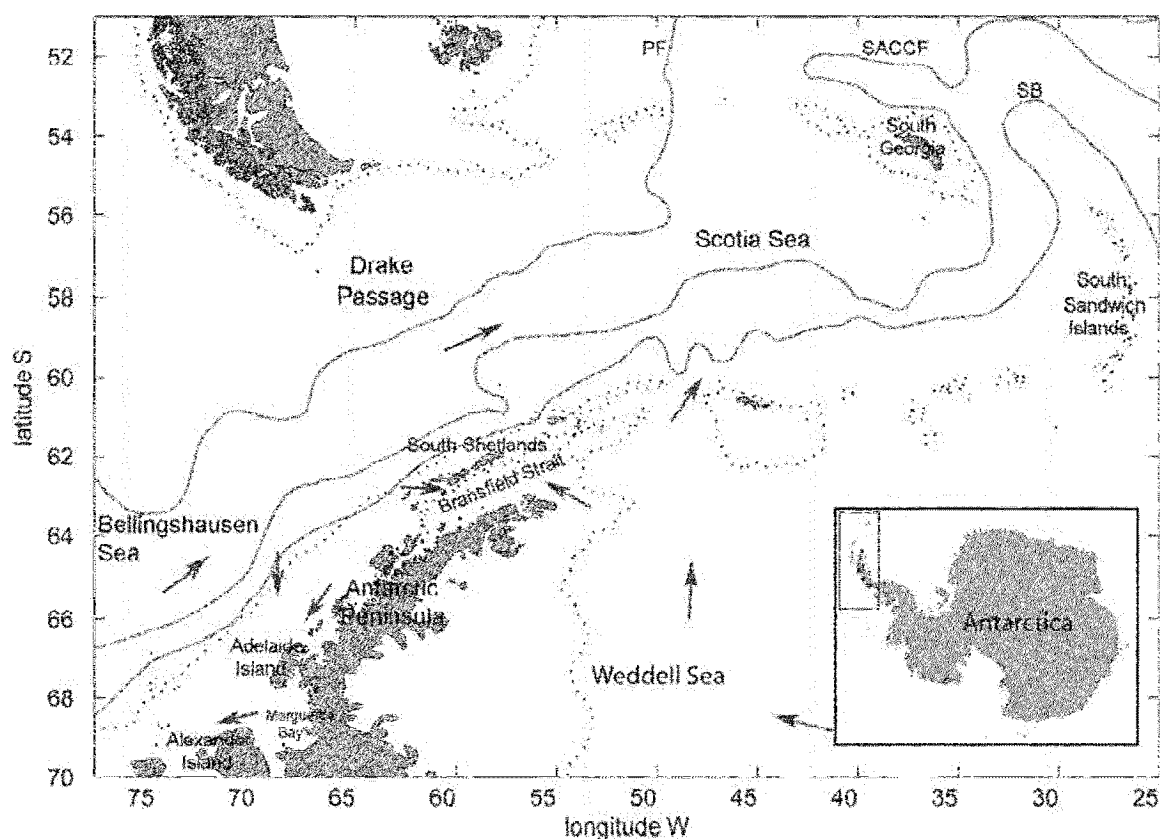 PF
SACCF
SB
South
Georgia
Scotia Sea
Drake
Passage
South
Sandwich
Islands
South Shetlands
Bransfield Strait
Bellingshausen
Sea
Antarctic
Peninsula
Adelaide
Island
Weddell Sea
Marguerite
Bay
Alexander
Island
Antarctica
52
54
56
58
60
62
64
66
68
70
latitude S
75 70 65 60 55 50 45 40 35 30 25
longitude W